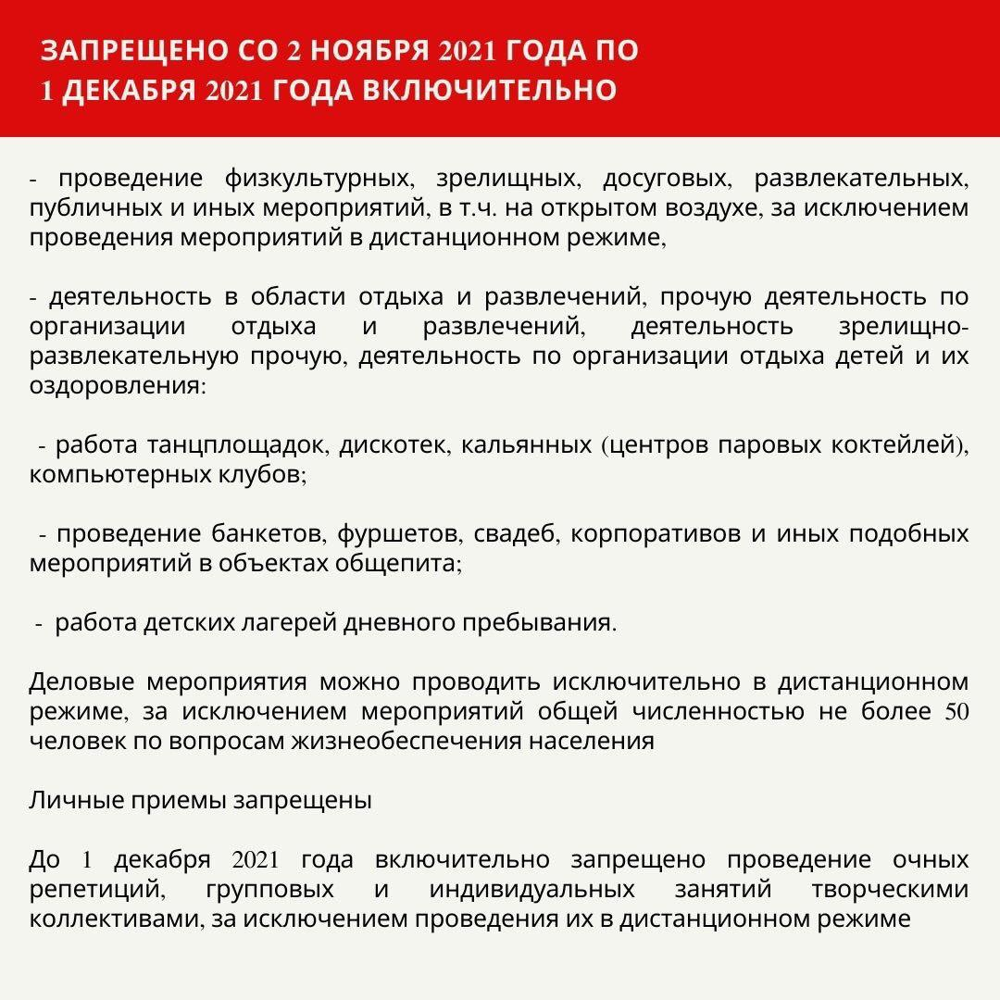 ЗАПРЕЩЕНО СО 2 НОЯБРЯ 2021 ГОДА ПО
1 ДЕКАБРЯ 2021 ГОДА ВКЛЮЧИТЕЛЬНО
- проведение физкультурных, зрелищных, досуговых, развлекательных,
публичных и иных мероприятий, в т.ч. на открытом воздухе, за исключением
проведения мероприятий в дистанционном режиме,
- деятельность в области отдыха и развлечений, прочую деятельность по
организации отдыха и развлечений, деятельность зрелищно-
развлекательную прочую, деятельность по организации отдыха детей и их
оздоровления:
- работа танцплощадок, дискотек, кальянных (центров паровых коктейлей),
компьютерных клубов;
- проведение банкетов, фуршетов, свадеб, корпоративов и иных подобных
мероприятий в объектах общепита;
- работа детских лагерей дневного пребывания.
Деловые мероприятия можно проводить исключительно в дистанционном
режиме, за исключением мероприятий общей численностью не более 50
человек по вопросам жизнеобеспечения населения
Личные приемы запрещены
До 1 декабря 2021 года включительно запрещено проведение очных
репетиций, групповых и индивидуальных занятий творческими
коллективами, за исключением проведения их в дистанционном режиме